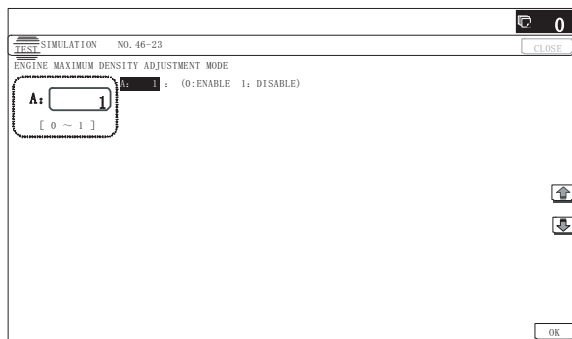 0
TEST SIMULATION NO. 46-23
CLOSE
ENGINE MAXIMUM DENSITY ADJUSTMENT MODE
A: 1
[ 0 ~ 1 ]
A: 1 : (0:ENABLE 1: DISABLE)
OK